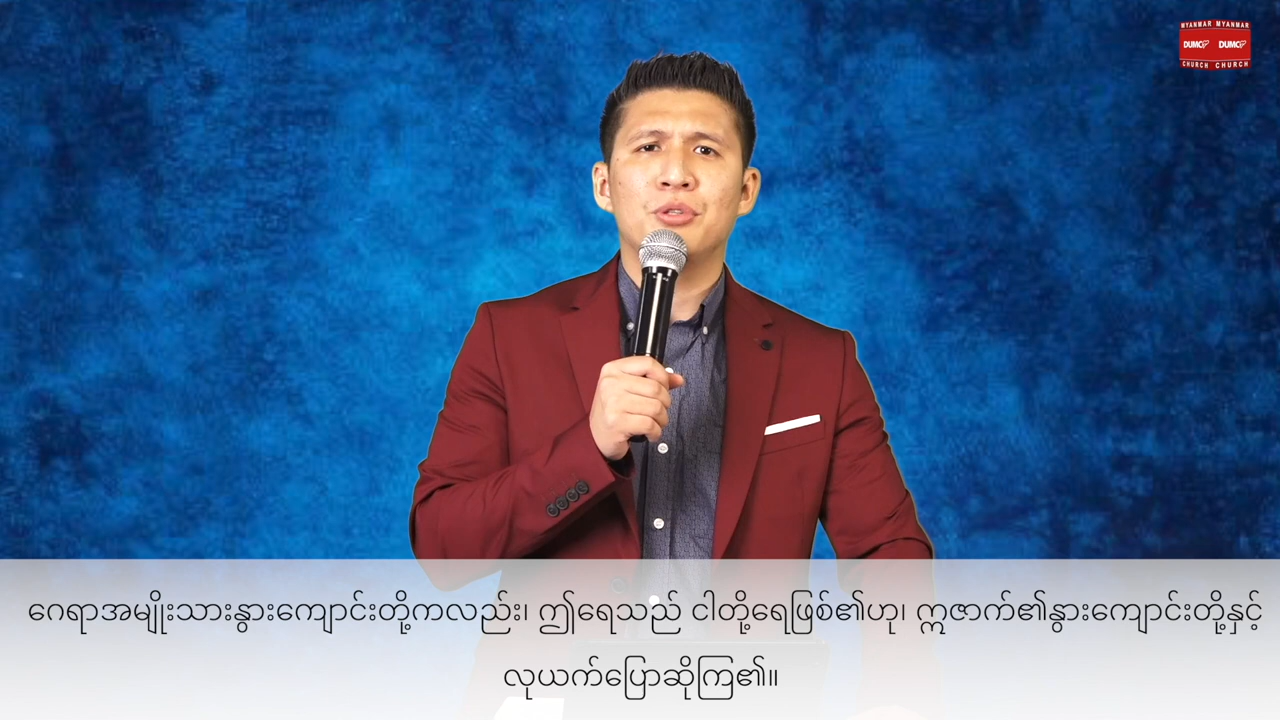 MYANMAR MYANMAR
DUMC DUMC
CHURCH CHURCH
ဂေရာအမျိုးသားနွားကျောင်းတို့ကလည်း၊ ဤရေသည် ငါတို့ရေဖြစ်၏ဟု၊ ဣဇာက်၏နွားကျောင်းတို့နှင့်
လုယက်ပြောဆိုကြ၏။